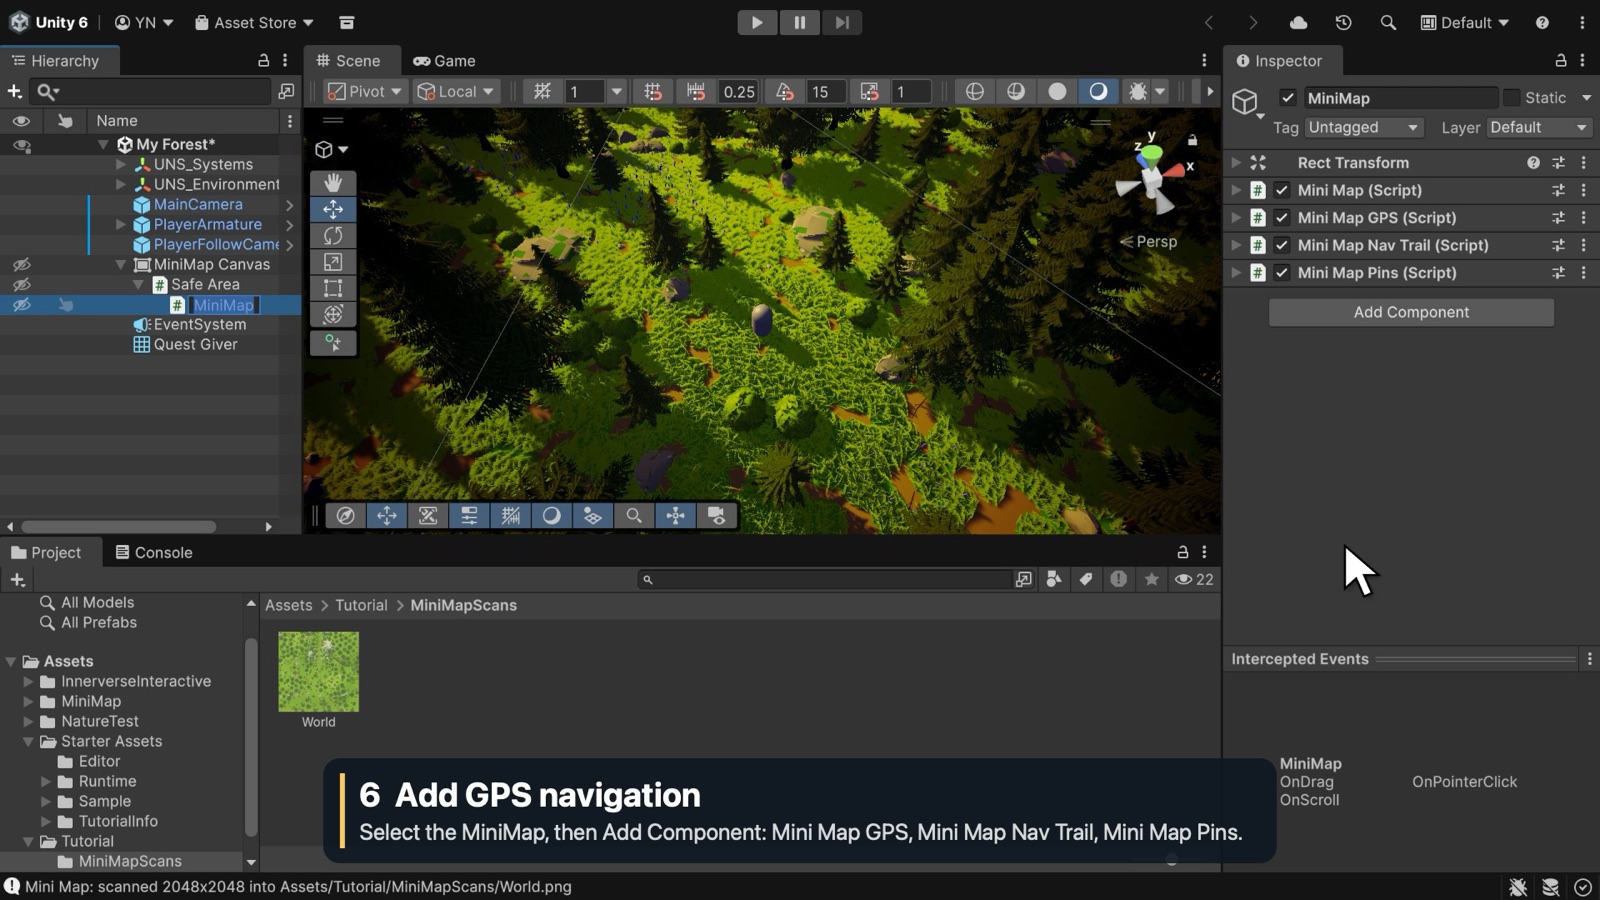 Unity 6
YN
Asset Store
Default
Hierarchy
Scene
Game
Inspector
Pivot
Local
1
0.25
15
1
MiniMap
Static
Tag
Untagged
Layer
Default
Name
My Forest*
UNS_Systems
UNS_Environment
MainCamera
PlayerArmature
PlayerFollowCame
MiniMap Canvas
Safe Area
MiniMap
EventSystem
Quest Giver
y
z
x
Persp
Rect Transform
Mini Map (Script)
Mini Map GPS (Script)
Mini Map Nav Trail (Script)
Mini Map Pins (Script)
Add Component
Project
Console
22
All Models
All Prefabs
Assets
InnerverseInteractive
MiniMap
NatureTest
Starter Assets
Editor
Runtime
Sample
TutorialInfo
Tutorial
MiniMapScans
Assets > Tutorial > MiniMapScans
World
Intercepted Events
MiniMap
OnDrag
OnPointerClick
OnScroll
6 Add GPS navigation
Select the MiniMap, then Add Component: Mini Map GPS, Mini Map Nav Trail, Mini Map Pins.
Mini Map: scanned 2048x2048 into Assets/Tutorial/MiniMapScans/World.png